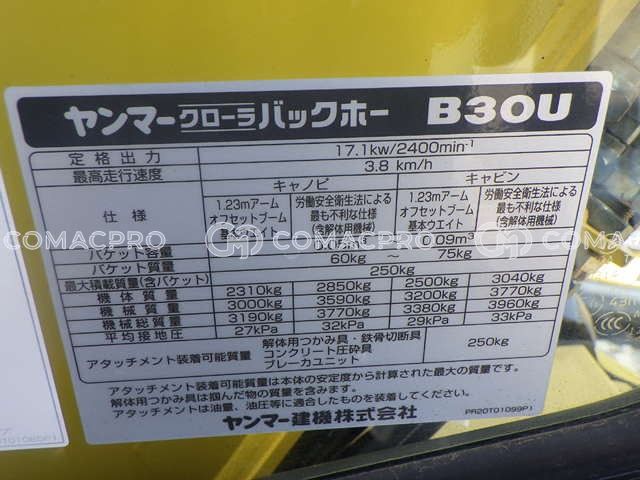 ヤンマークローラバックホー B30U
定格出力 17.1kw/2400min⁻¹
最高走行速度 3.8 km/h
仕様 キャノピ キャビン
1.23mアーム オフセットブーム 基本ウエイト
労働安全衛生法による 最も不利な仕様 (含解体用機械)
1.23mアーム オフセットブーム 基本ウエイト
労働安全衛生法による 最も不利な仕様 (含解体用機械)
COMACPRO COMACPRO COMACPRO
バケット容量 0.09m³
バケット質量 60kg ~ 75kg
最大積載質量(含バケット) 250kg
機体質量 2310kg 2850kg 2500kg 3040kg
機械質量 3000kg 3590kg 3200kg 3770kg
機械総質量 3190kg 3770kg 3380kg 3960kg
平均接地圧 27kPa 32kPa 29kPa 33kPa
アタッチメント装着可能質量 解体用つかみ具・鉄骨切断具 コンクリート圧砕具 ブレーカユニット 250kg
アタッチメント装着可能質量は本体の安定度から計算された最大の質量です。
解体用つかみ具は掴んだ物の質量を含みます。
アタッチメントは油量、油圧等に適合したものを装着してください。
ヤンマー建機株式会社 PA20T01099P1